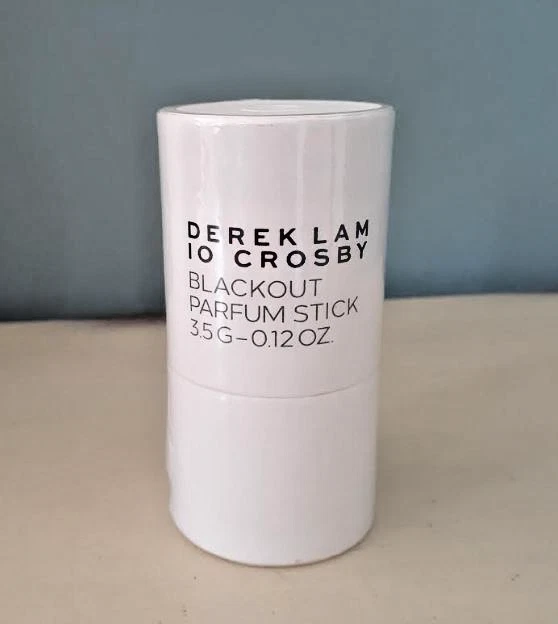 DEREK LAM
10 CROSBY
BLACKOUT
PARFUM STICK
3.5 G–0.12 OZ.